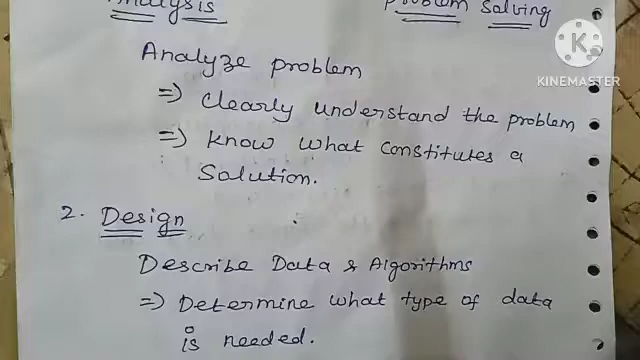 Analysis Problem Solving
KINEMASTER
Analyze problem
=> clearly understand the problem
=> know what constitutes a
Solution.
2. Design
Describe Data & Algorithms
=> Determine what type of data
is needed.